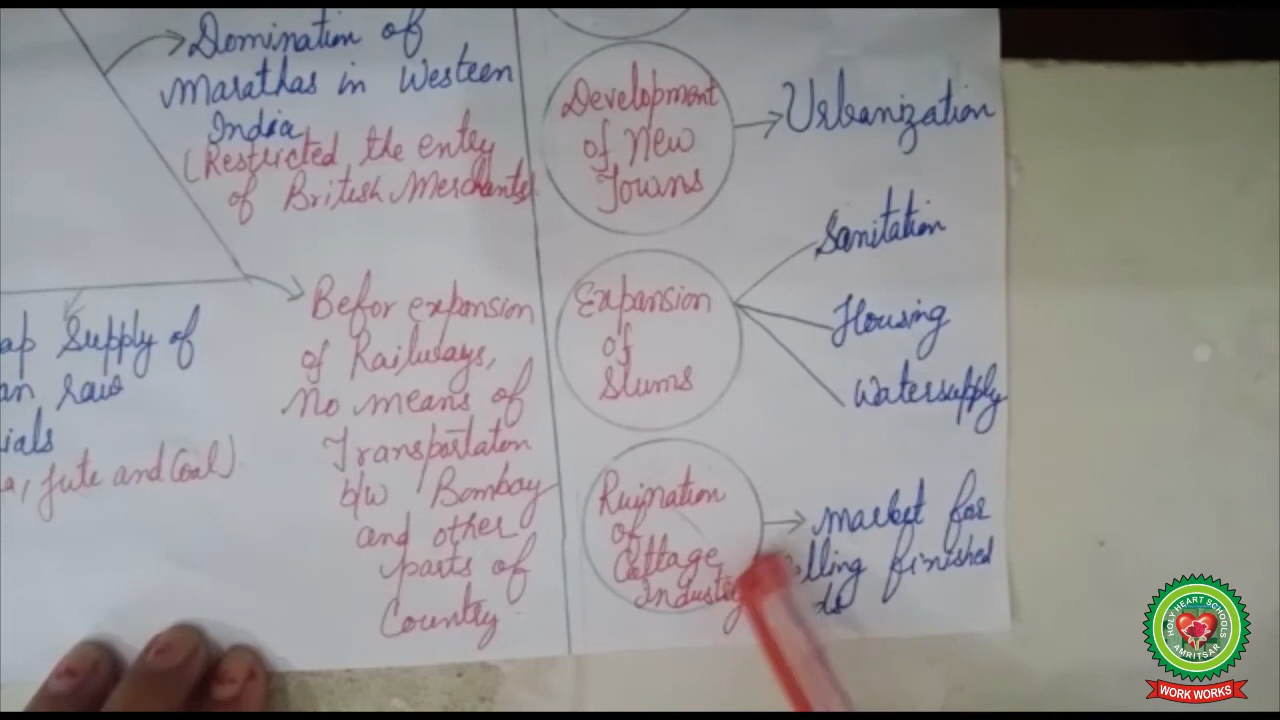 Domination of
Marathas in Western
India
(Restricted the entry
of British Merchants)
Supply of
raw
Jute and Coal)
Befor expansion
of Railways,
No means of
Transportaton
b/w Bombay
and other
parts of
Country.
Development
of New
Towns
Urbanization
Expansion
of
Slums
Sanitation
Housing
Watersupply
Ruination
of
Cottage
Industry
Market for
finished
HOLY HEART SCHOOLS
AMRITSAR
WORK WORKS